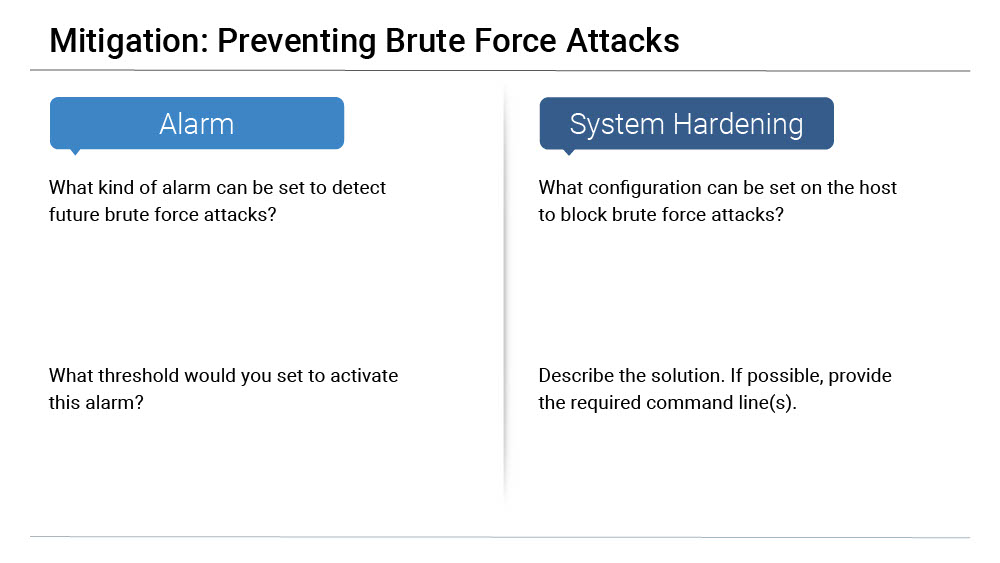 Mitigation: Preventing Brute Force Attacks
Alarm
What kind of alarm can be set to detect
future brute force attacks?
What threshold would you set to activate
this alarm?
System Hardening
What configuration can be set on the host
to block brute force attacks?
Describe the solution. If possible, provide
the required command line(s).